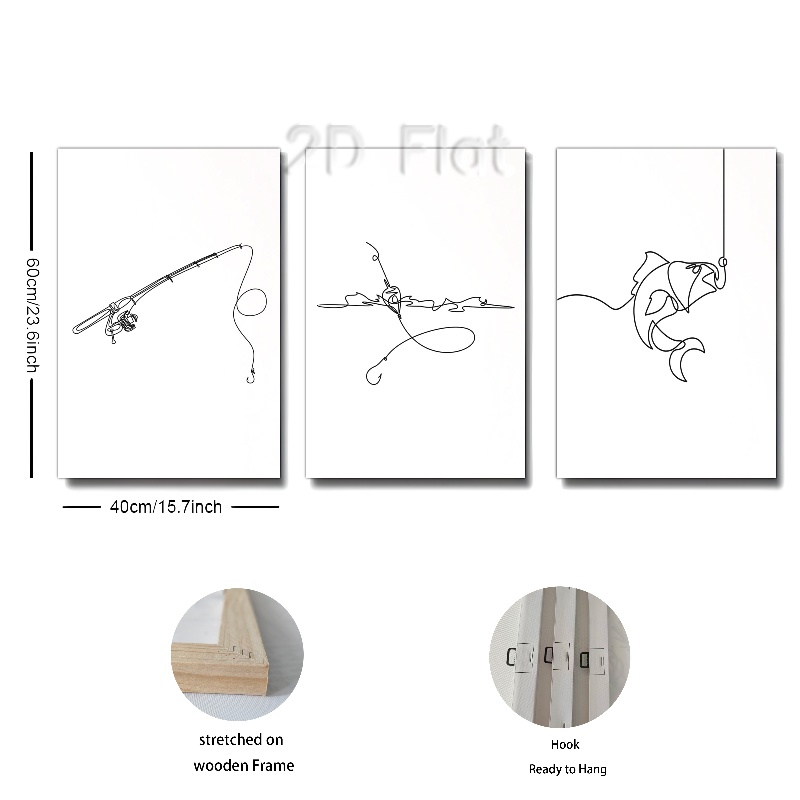 2D Flat
60cm/23.6inch
40cm/15.7inch
stretched on
wooden Frame
Hook
Ready to Hang